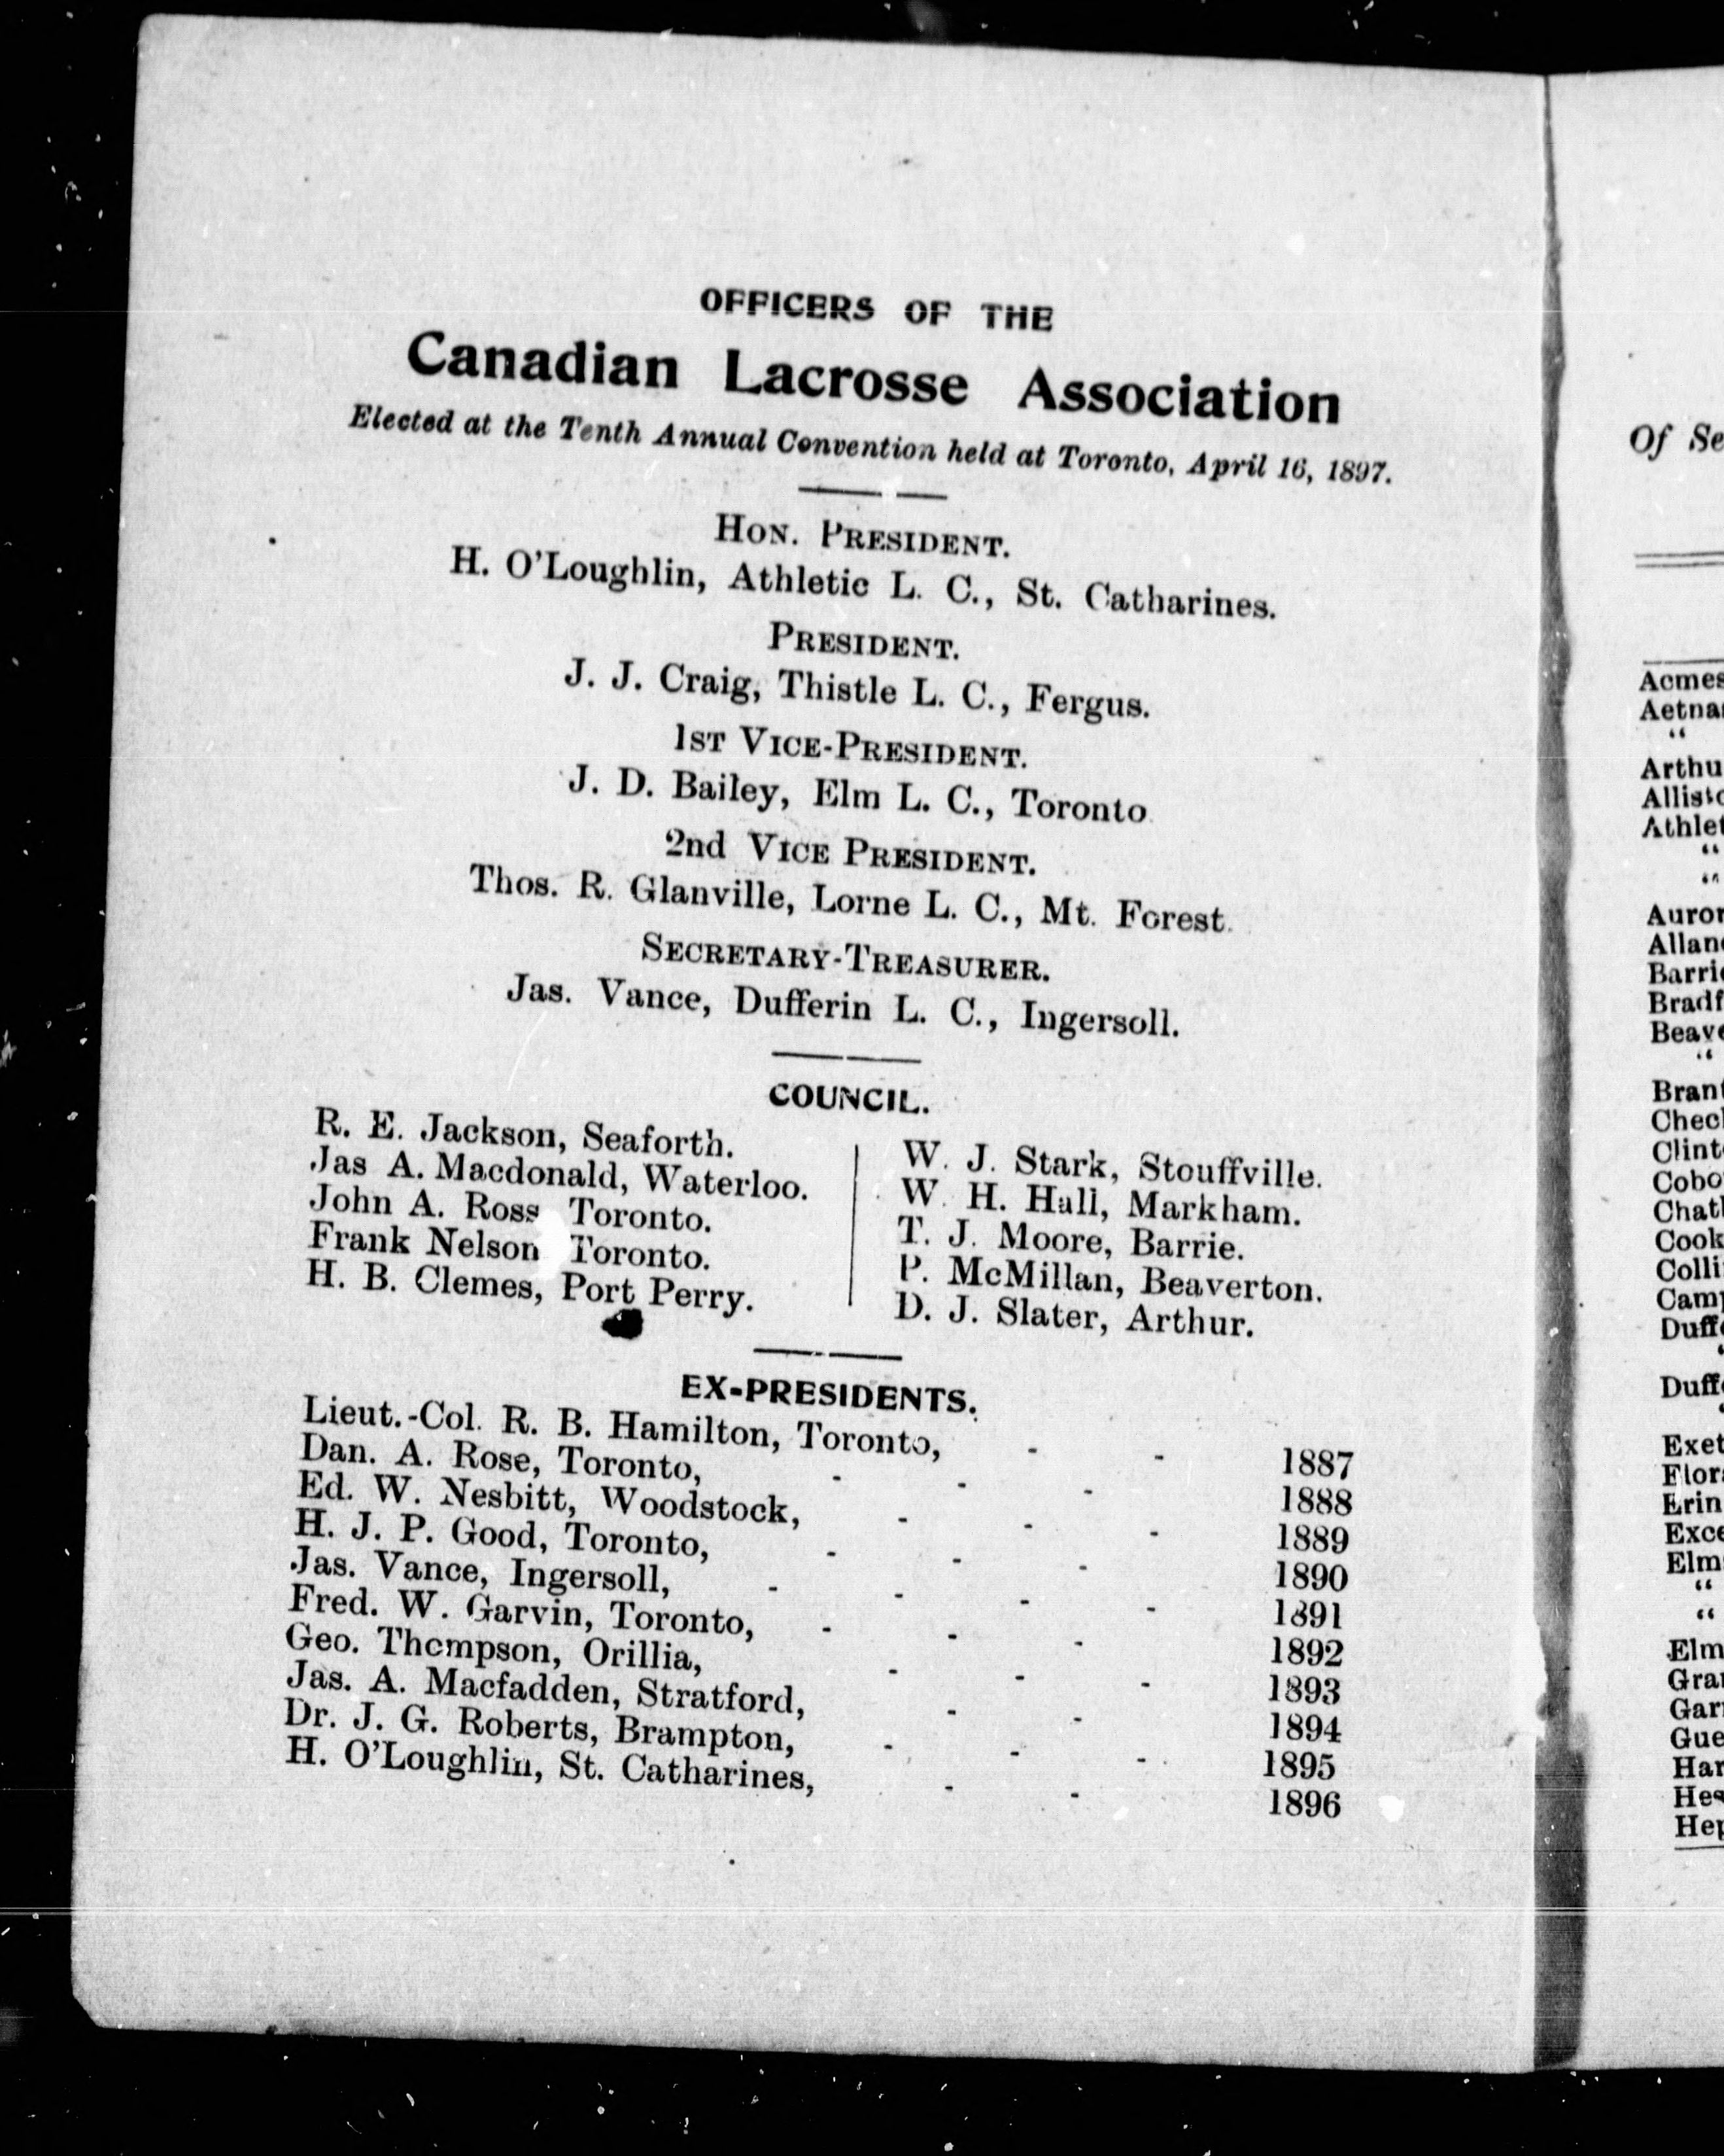 OFFICERS OF THE
Canadian Lacrosse Association
Elected at the Tenth Annual Convention held at Toronto, April 16, 1897.
HON. PRESIDENT.
H. O'Loughlin, Athletic L. C., St. Catharines.
PRESIDENT.
J. J. Craig, Thistle L. C., Fergus.
1ST VICE-PRESIDENT.
J. D. Bailey, Elm L. C., Toronto
2nd VICE PRESIDENT.
Thos. R. Glanville, Lorne L. C., Mt. Forest.
SECRETARY-TREASURER.
Jas. Vance, Dufferin L. C., Ingersoll.
COUNCIL.
R. E. Jackson, Seaforth.
Jas A. Macdonald, Waterloo.
John A. Ross Toronto.
Frank Nelson Toronto.
H. B. Clemes, Port Perry.
W. J. Stark, Stouffville.
W. H. Hall, Markham.
T. J. Moore, Barrie.
P. McMillan, Beaverton.
D. J. Slater, Arthur.
EX-PRESIDENTS.
Lieut.-Col. R. B. Hamilton, Toronto, - - 1887
Dan. A. Rose, Toronto, - - - 1888
Ed. W. Nesbitt, Woodstock, - - - 1889
H. J. P. Good, Toronto, - - - 1890
Jas. Vance, Ingersoll, - - - - 1891
Fred. W. Garvin, Toronto, - - - 1892
Geo. Thompson, Orillia, - - - 1893
Jas. A. Macfadden, Stratford, - - 1894
Dr. J. G. Roberts, Brampton, - - - 1895
H. O'Loughlin, St. Catharines, - - 1896
Of Se
Acmes
Aetna
"
Arthu
Allisto
Athlet
"
"
Auror
Allan
Barrie
Bradf
Beave
"
Brant
Chec
Clint
Cobo
Chat
Cook
Colli
Camp
Duffe
Duffe
Exet
Flora
Erin
Exce
Elm
"
"
Elm
Gra
Gar
Gue
Har
Hes
Hep